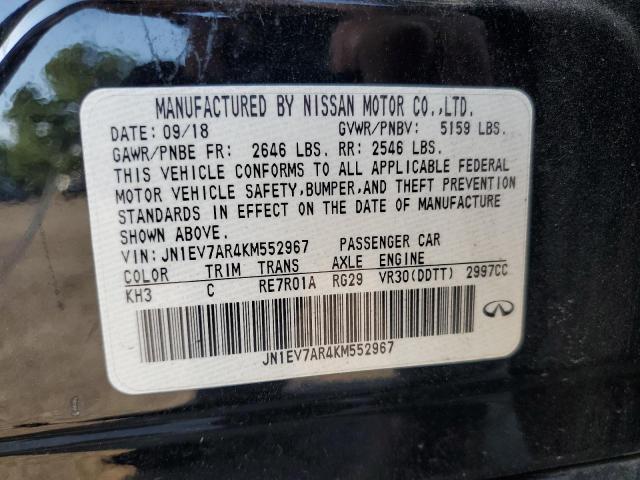 MANUFACTURED BY NISSAN MOTOR CO.,LTD.
DATE: 09/18 GVWR/PNBV: 5159 LBS.
GAWR/PNBE FR: 2646 LBS. RR: 2546 LBS.
THIS VEHICLE CONFORMS TO ALL APPLICABLE FEDERAL
MOTOR VEHICLE SAFETY,BUMPER,AND THEFT PREVENTION
STANDARDS IN EFFECT ON THE DATE OF MANUFACTURE
SHOWN ABOVE.
VIN: JN1EV7AR4KM552967 PASSENGER CAR
COLOR TRIM TRANS AXLE ENGINE
KH3 C RE7R01A RG29 VR30(DDTT) 2997CC
JN1EV7AR4KM552967